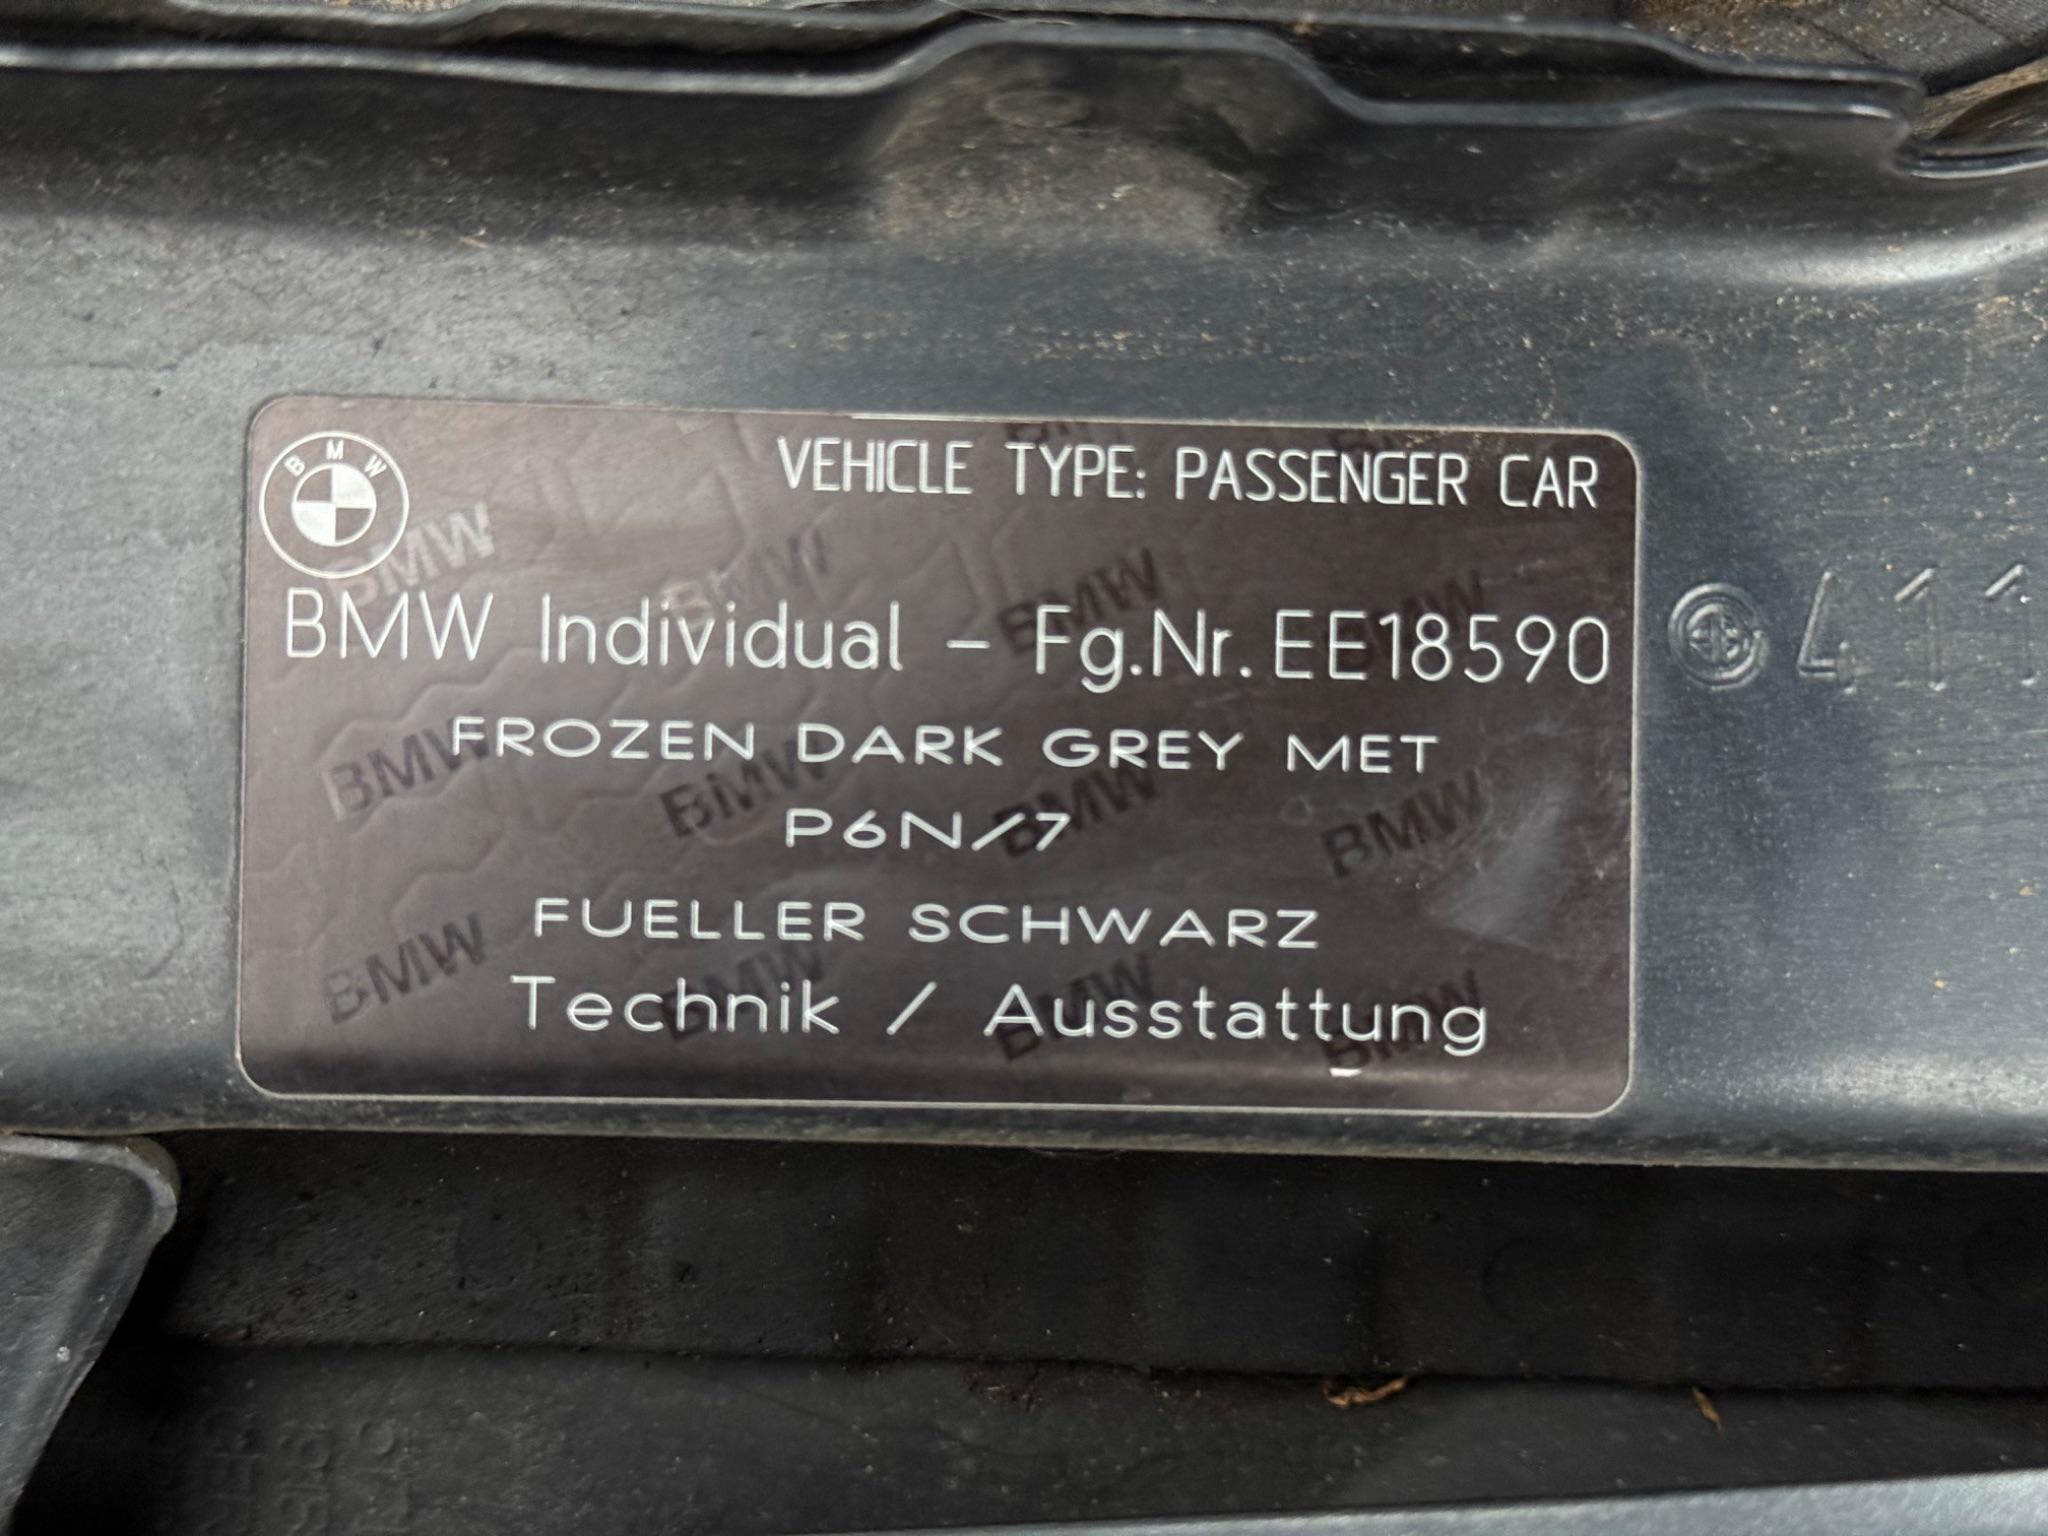 VEHICLE TYPE: PASSENGER CAR
BMW
BMW Individual – Fg.Nr. EE18590
411
FROZEN DARK GREY MET
P6N/7
FUELLER SCHWARZ
Technik / Ausstattung